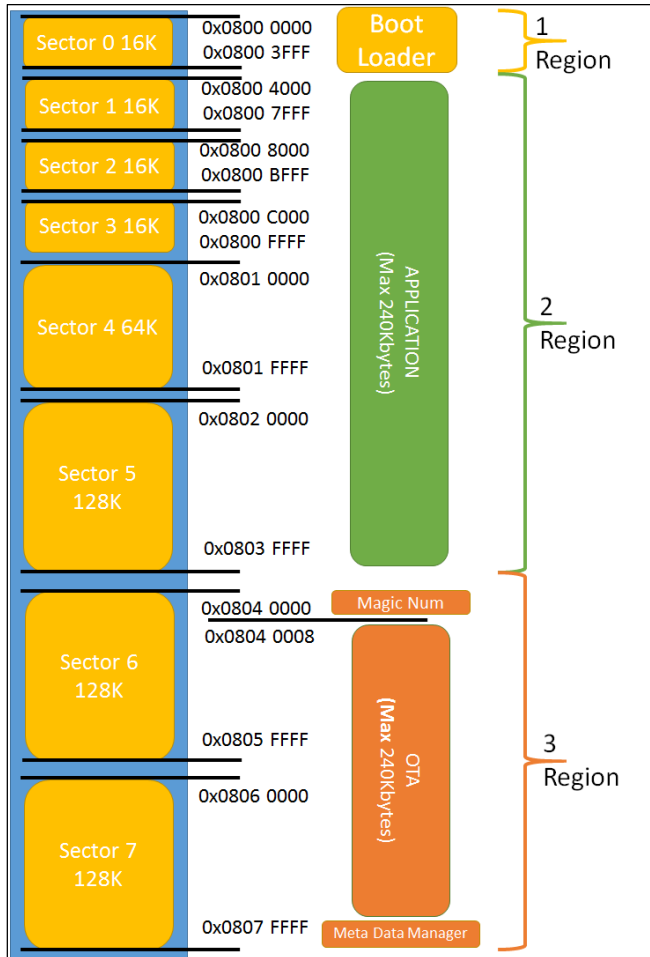 Sector 0 16K
0x0800 0000
0x0800 3FFF
Boot
Loader
1
Region
Sector 1 16K
0x0800 4000
0x0800 7FFF
Sector 2 16K
0x0800 8000
0x0800 BFFF
Sector 3 16K
0x0800 C000
0x0800 FFFF
Sector 4 64K
0x0801 0000
0x0801 FFFF
Sector 5
128K
0x0802 0000
0x0803 FFFF
APPLICATION
(Max 240Kbytes)
2
Region
Sector 6
128K
0x0804 0000
0x0804 0008
0x0805 FFFF
Magic Num
Sector 7
128K
0x0806 0000
0x0807 FFFF
OTA
(Max 240Kbytes)
Meta Data Manager
3
Region